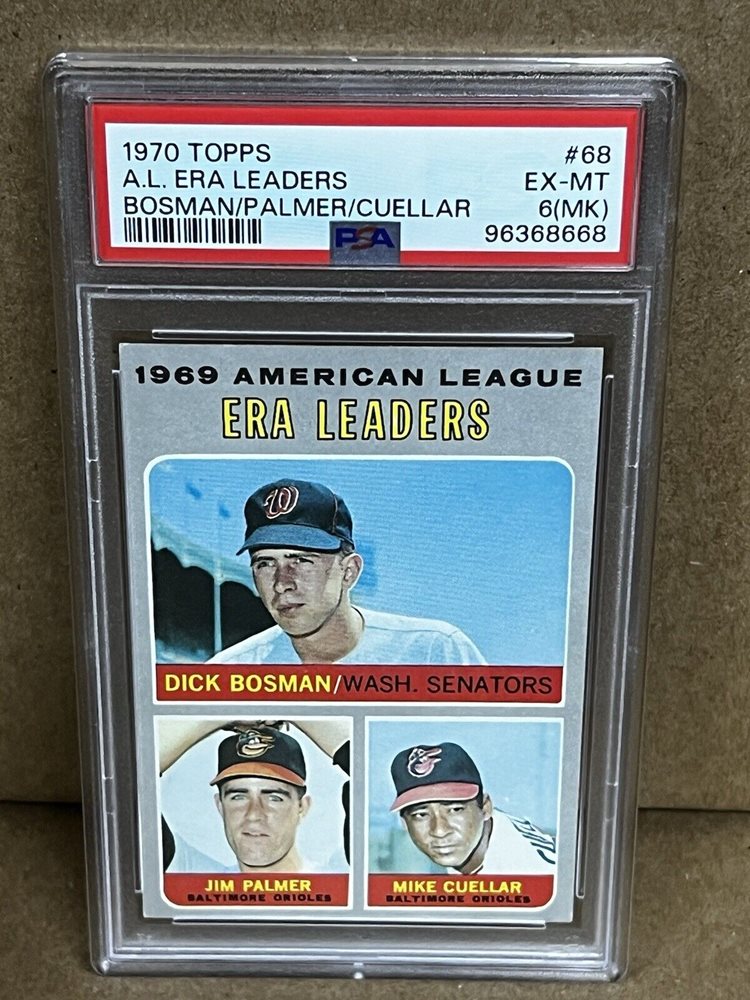 1970 TOPPS #68
A.L. ERA LEADERS EX-MT
BOSMAN/PALMER/CUELLAR 6(MK)
PSA 96368668
1969 AMERICAN LEAGUE
ERA LEADERS
W
DICK BOSMAN/WASH. SENATORS
JIM PALMER
BALTIMORE ORIOLES
MIKE CUELLAR
BALTIMORE ORIOLES